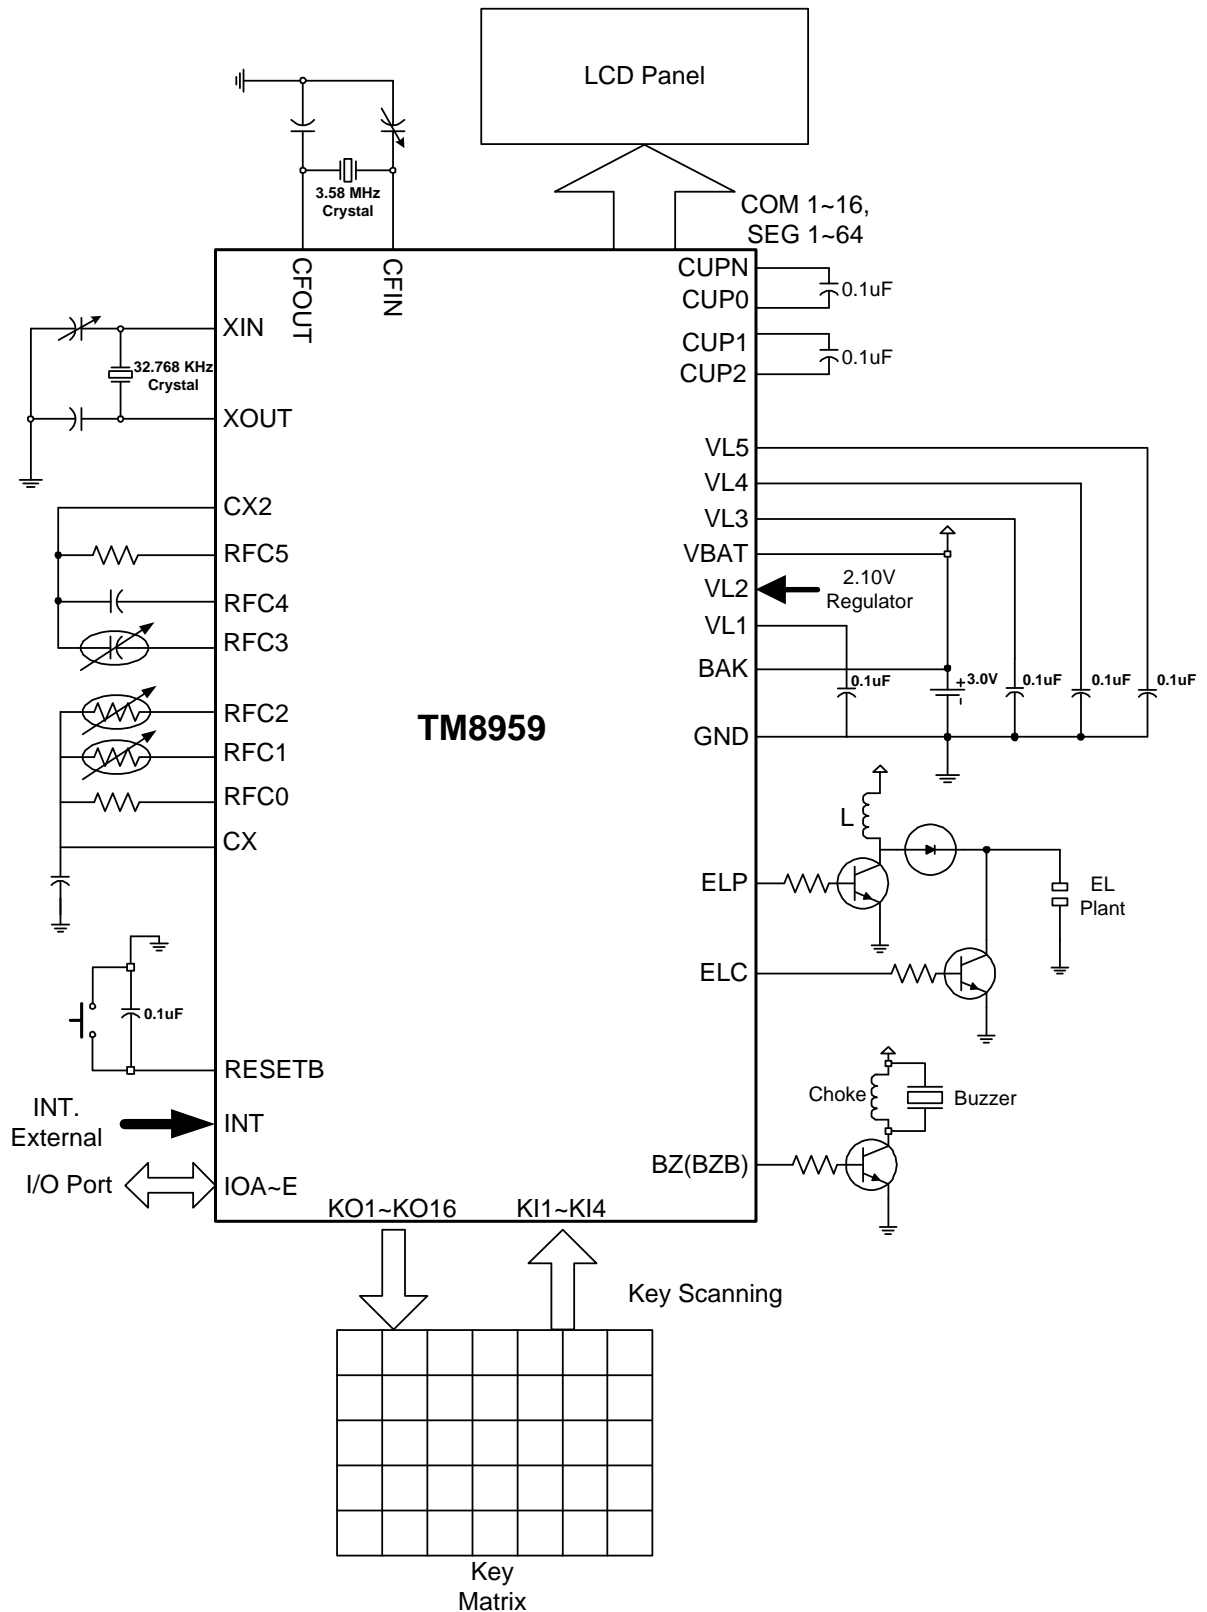 LCD Panel
3.58 MHz
Crystal
COM 1~16,
SEG 1~64
CFOUT
CFIN
CUPN
0.1uF
CUP0
XIN
CUP1
0.1uF
CUP2
32.768 KHz
Crystal
XOUT
VL5
VL4
CX2
VL3
RFC5
VBAT
2.10V
Regulator
VL2
RFC4
VL1
RFC3
BAK
0.1uF
+
3.0V
-
0.1uF
0.1uF
0.1uF
RFC2
TM8959
GND
RFC1
RFC0
L
CX
ELP
EL
Plant
ELC
0.1uF
RESETB
Choke
Buzzer
INT.
External
INT
BZ(BZB)
I/O Port
IOA~E
KO1~KO16
KI1~KI4
Key Scanning
Key
Matrix